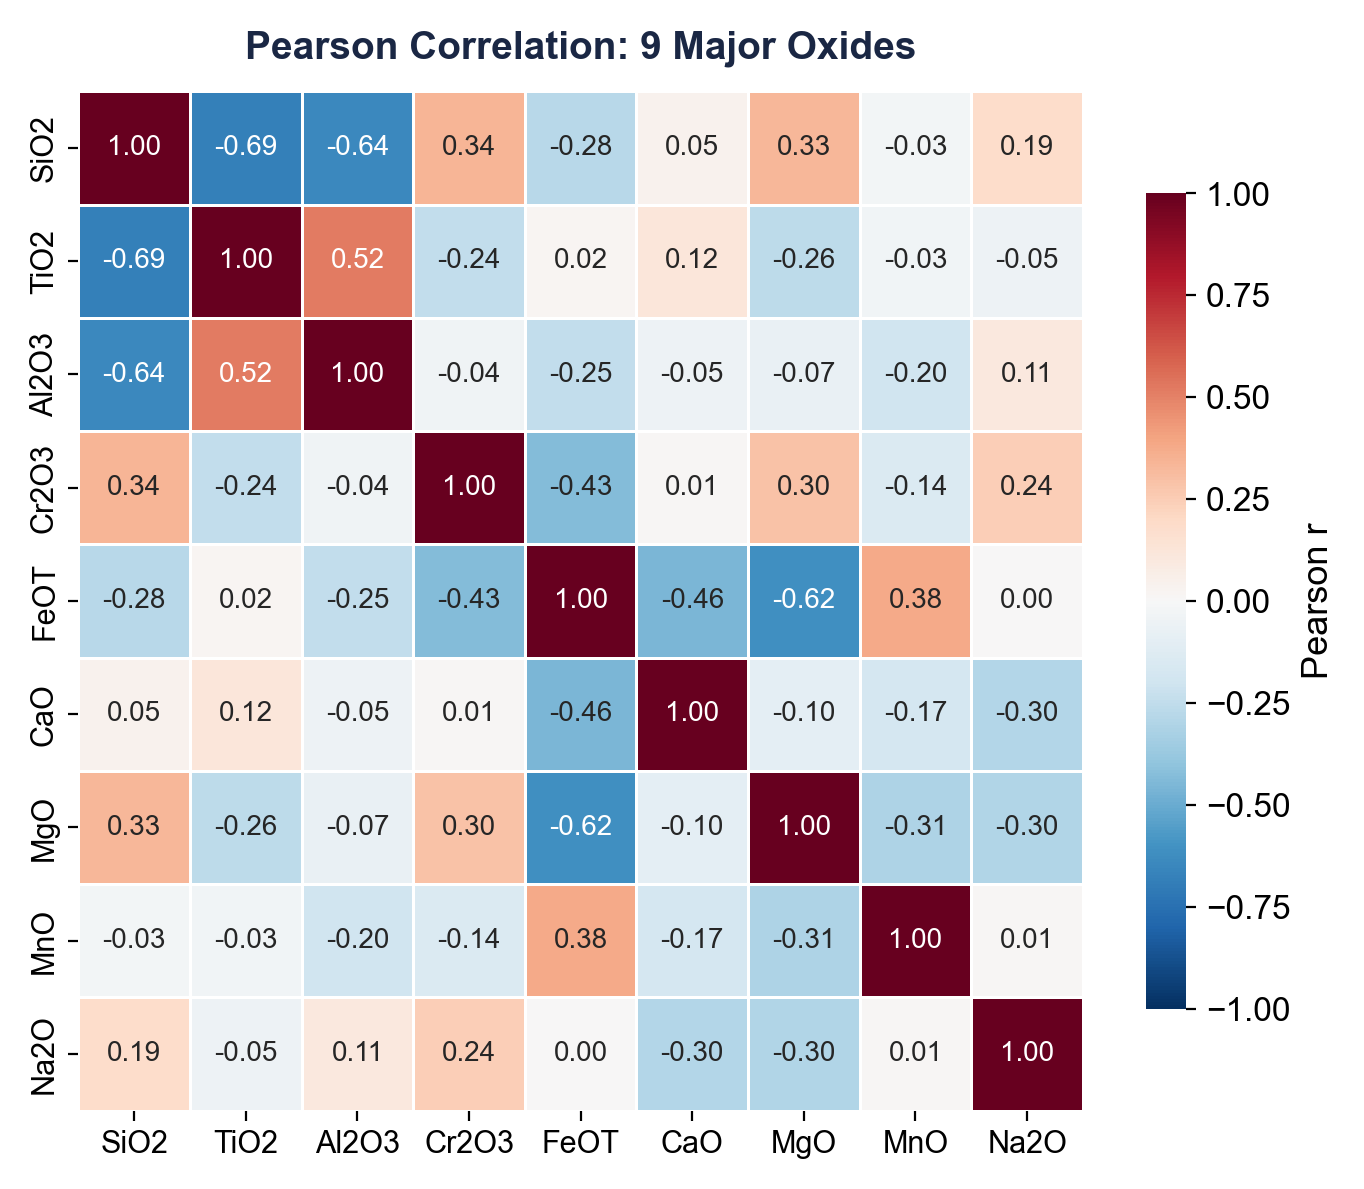 Pearson Correlation: 9 Major Oxides
SiO2 1.00 -0.69 -0.64 0.34 -0.28 0.05 0.33 -0.03 0.19
TiO2 -0.69 1.00 0.52 -0.24 0.02 0.12 -0.26 -0.03 -0.05
Al2O3 -0.64 0.52 1.00 -0.04 -0.25 -0.05 -0.07 -0.20 0.11
Cr2O3 0.34 -0.24 -0.04 1.00 -0.43 0.01 0.30 -0.14 0.24
FeOT -0.28 0.02 -0.25 -0.43 1.00 -0.46 -0.62 0.38 0.00
CaO 0.05 0.12 -0.05 0.01 -0.46 1.00 -0.10 -0.17 -0.30
MgO 0.33 -0.26 -0.07 0.30 -0.62 -0.10 1.00 -0.31 -0.30
MnO -0.03 -0.03 -0.20 -0.14 0.38 -0.17 -0.31 1.00 0.01
Na2O 0.19 -0.05 0.11 0.24 0.00 -0.30 -0.30 0.01 1.00
SiO2 TiO2 Al2O3 Cr2O3 FeOT CaO MgO MnO Na2O
1.00
0.75
0.50
0.25
0.00
−0.25
−0.50
−0.75
−1.00
Pearson r